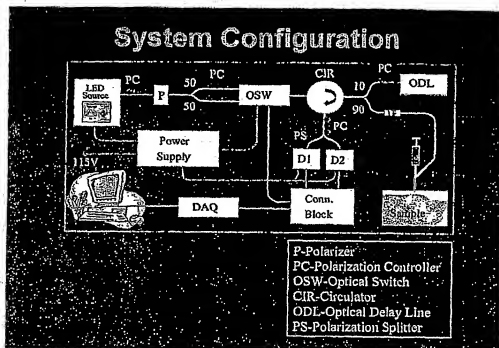 System Configuration
LED Source
PC
P
50
50
PC
OSW
CIR
10
90
PC
ODL
PS
PC
D1
D2
115V
Power Supply
DAQ
Conn. Block
Sample
P-Polarizer
PC-Polarization Controller
OSW-Optical Switch
CIR-Circulator
ODL-Optical Delay Line
PS-Polarization Splitter